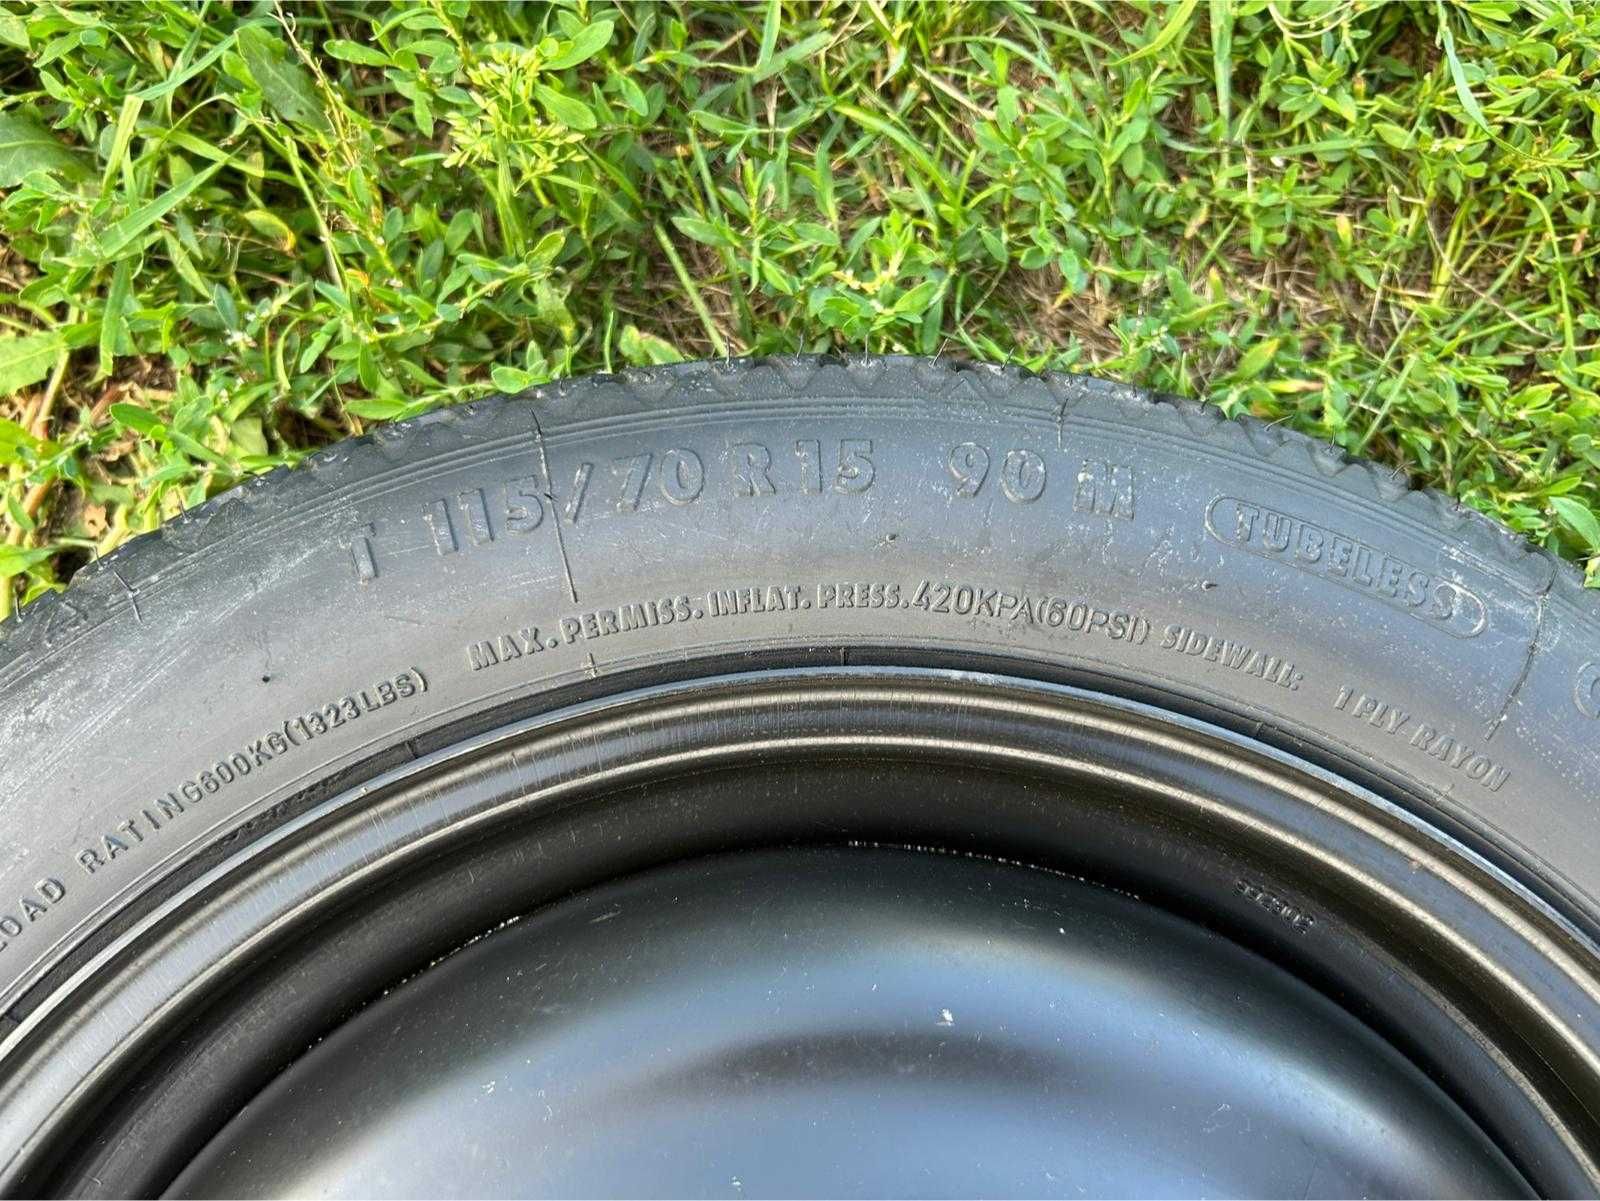 T 115/70 R 15 90 M TUBELESS
LOAD RATING 600KG(1323LBS) MAX. PERMISS. INFLAT. PRESS. 420KPA(60PSI) SIDEWALL: 1 PLY RAYON